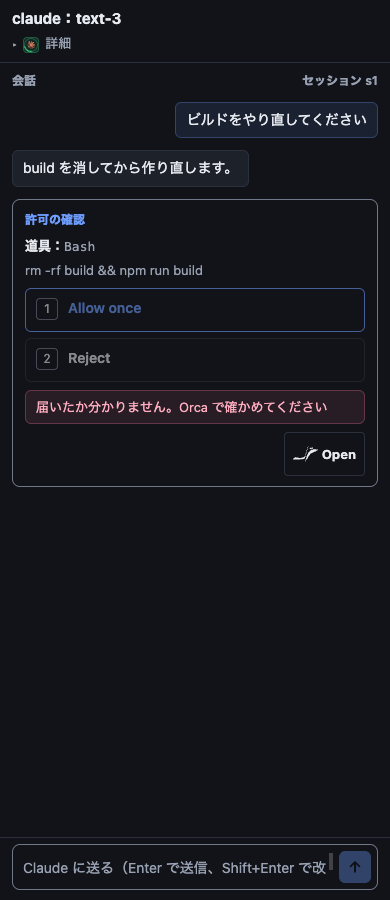 claude：text-3
詳細
会話 セッション s1
ビルドをやり直してください
build を消してから作り直します。
許可の確認
道具：Bash
rm -rf build && npm run build
1 Allow once
2 Reject
届いたか分かりません。Orca で確かめてください
Open
Claude に送る（Enter で送信、Shift+Enter で改